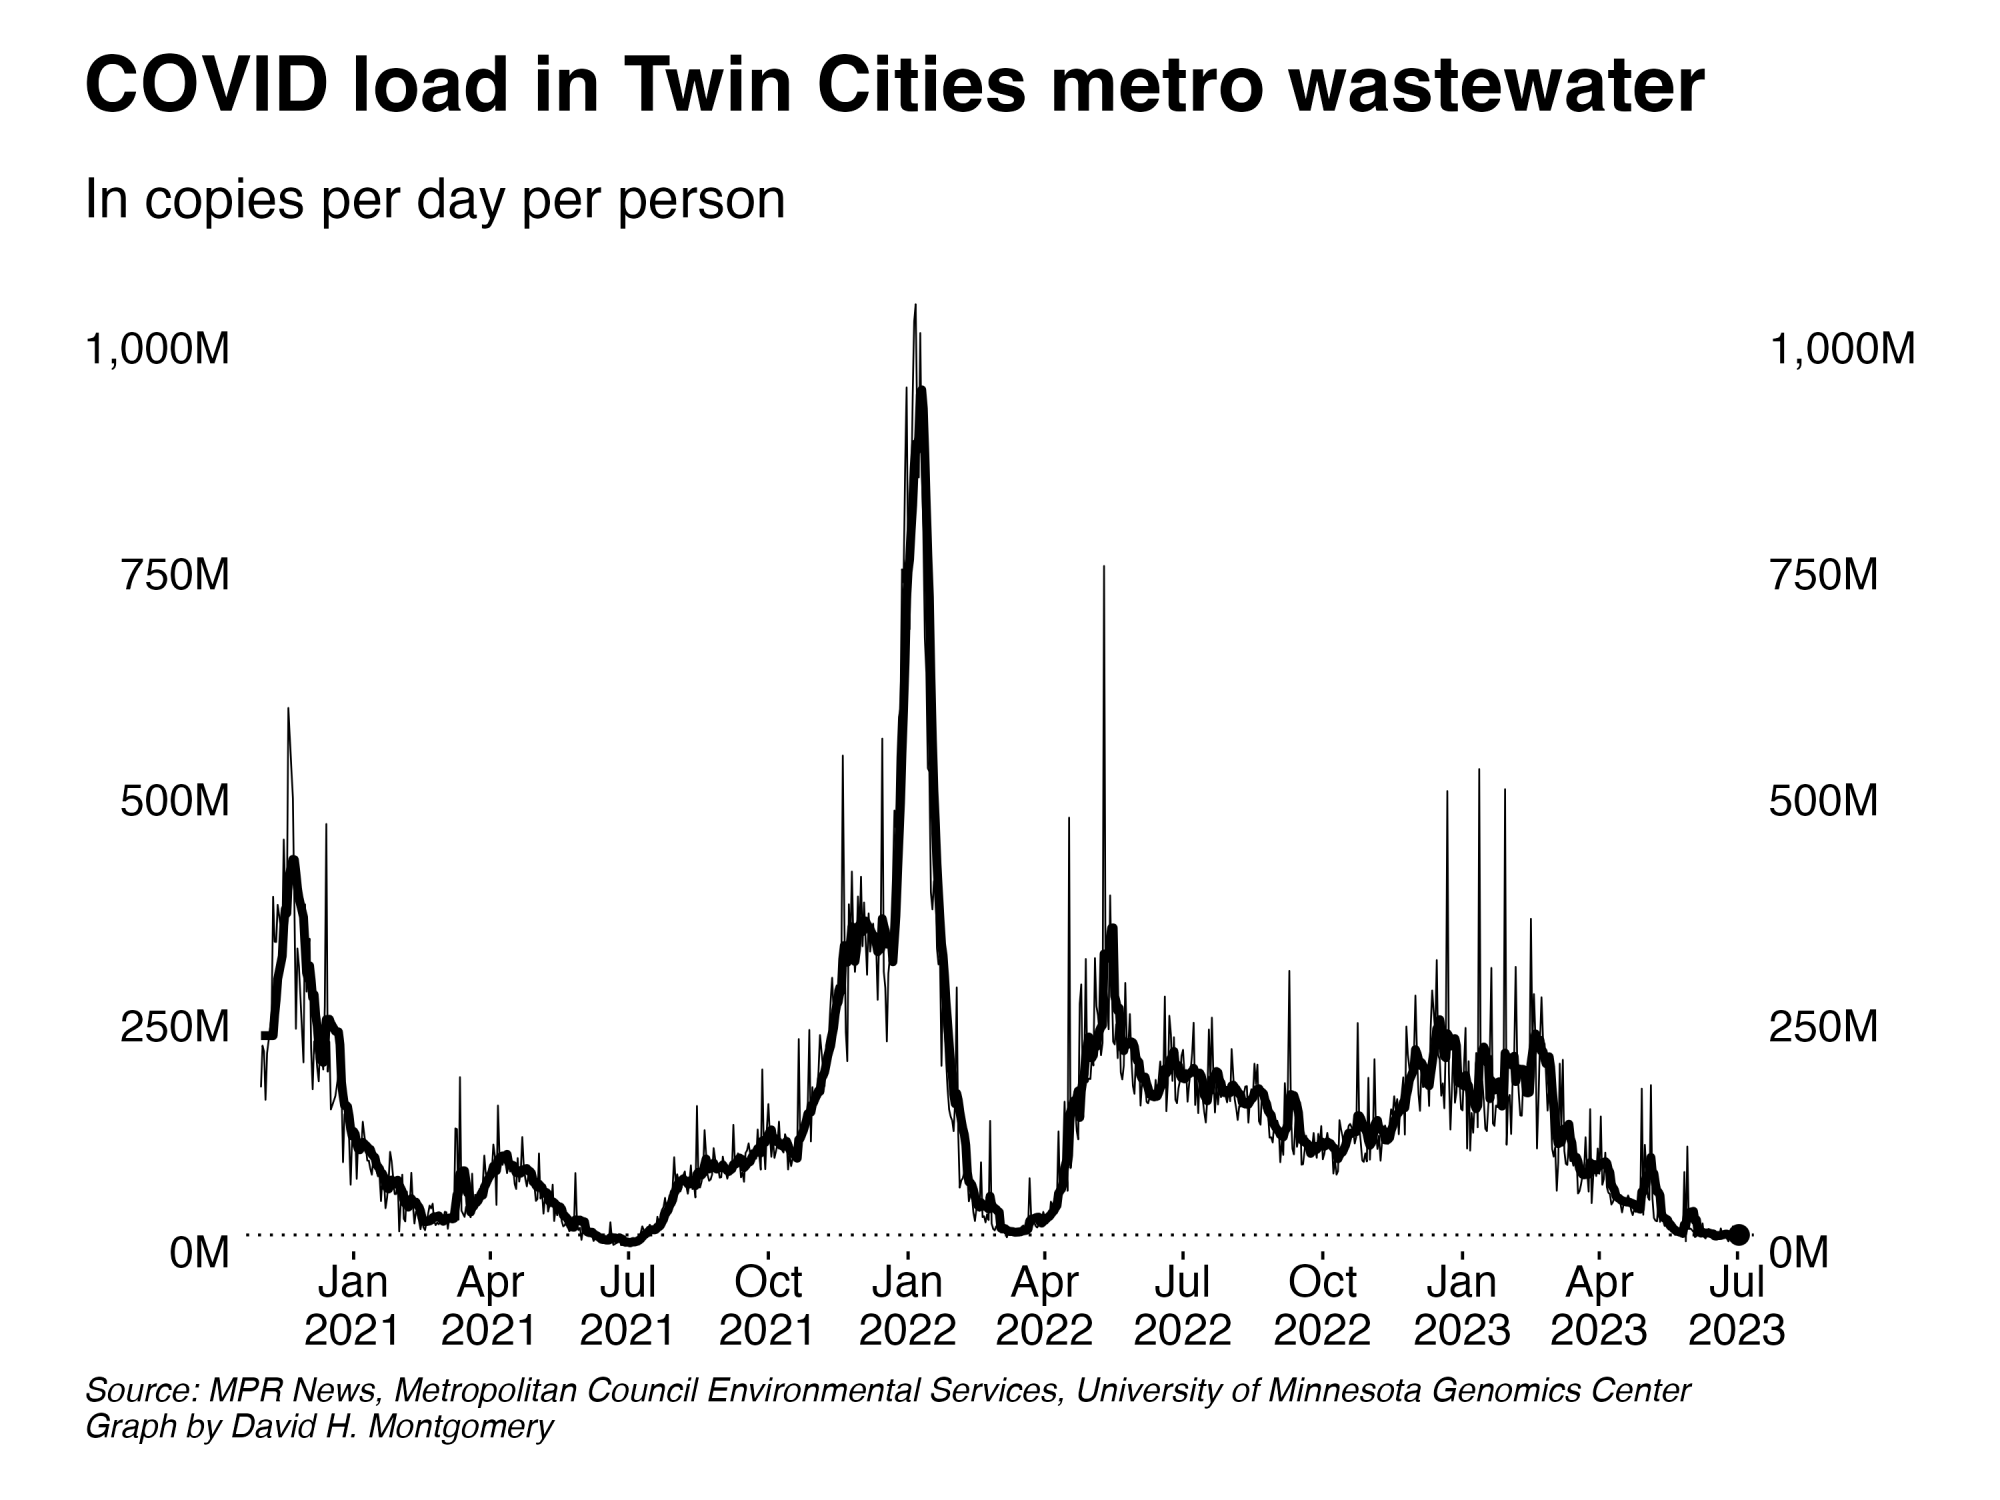 COVID load in Twin Cities metro wastewater
In copies per day per person
1,000M 1,000M
750M 750M
500M 500M
250M 250M
0M 0M
Jan Apr Jul Oct Jan Apr Jul Oct Jan Apr Jul
2021 2021 2021 2021 2022 2022 2022 2022 2023 2023 2023
Source: MPR News, Metropolitan Council Environmental Services, University of Minnesota Genomics Center
Graph by David H. Montgomery